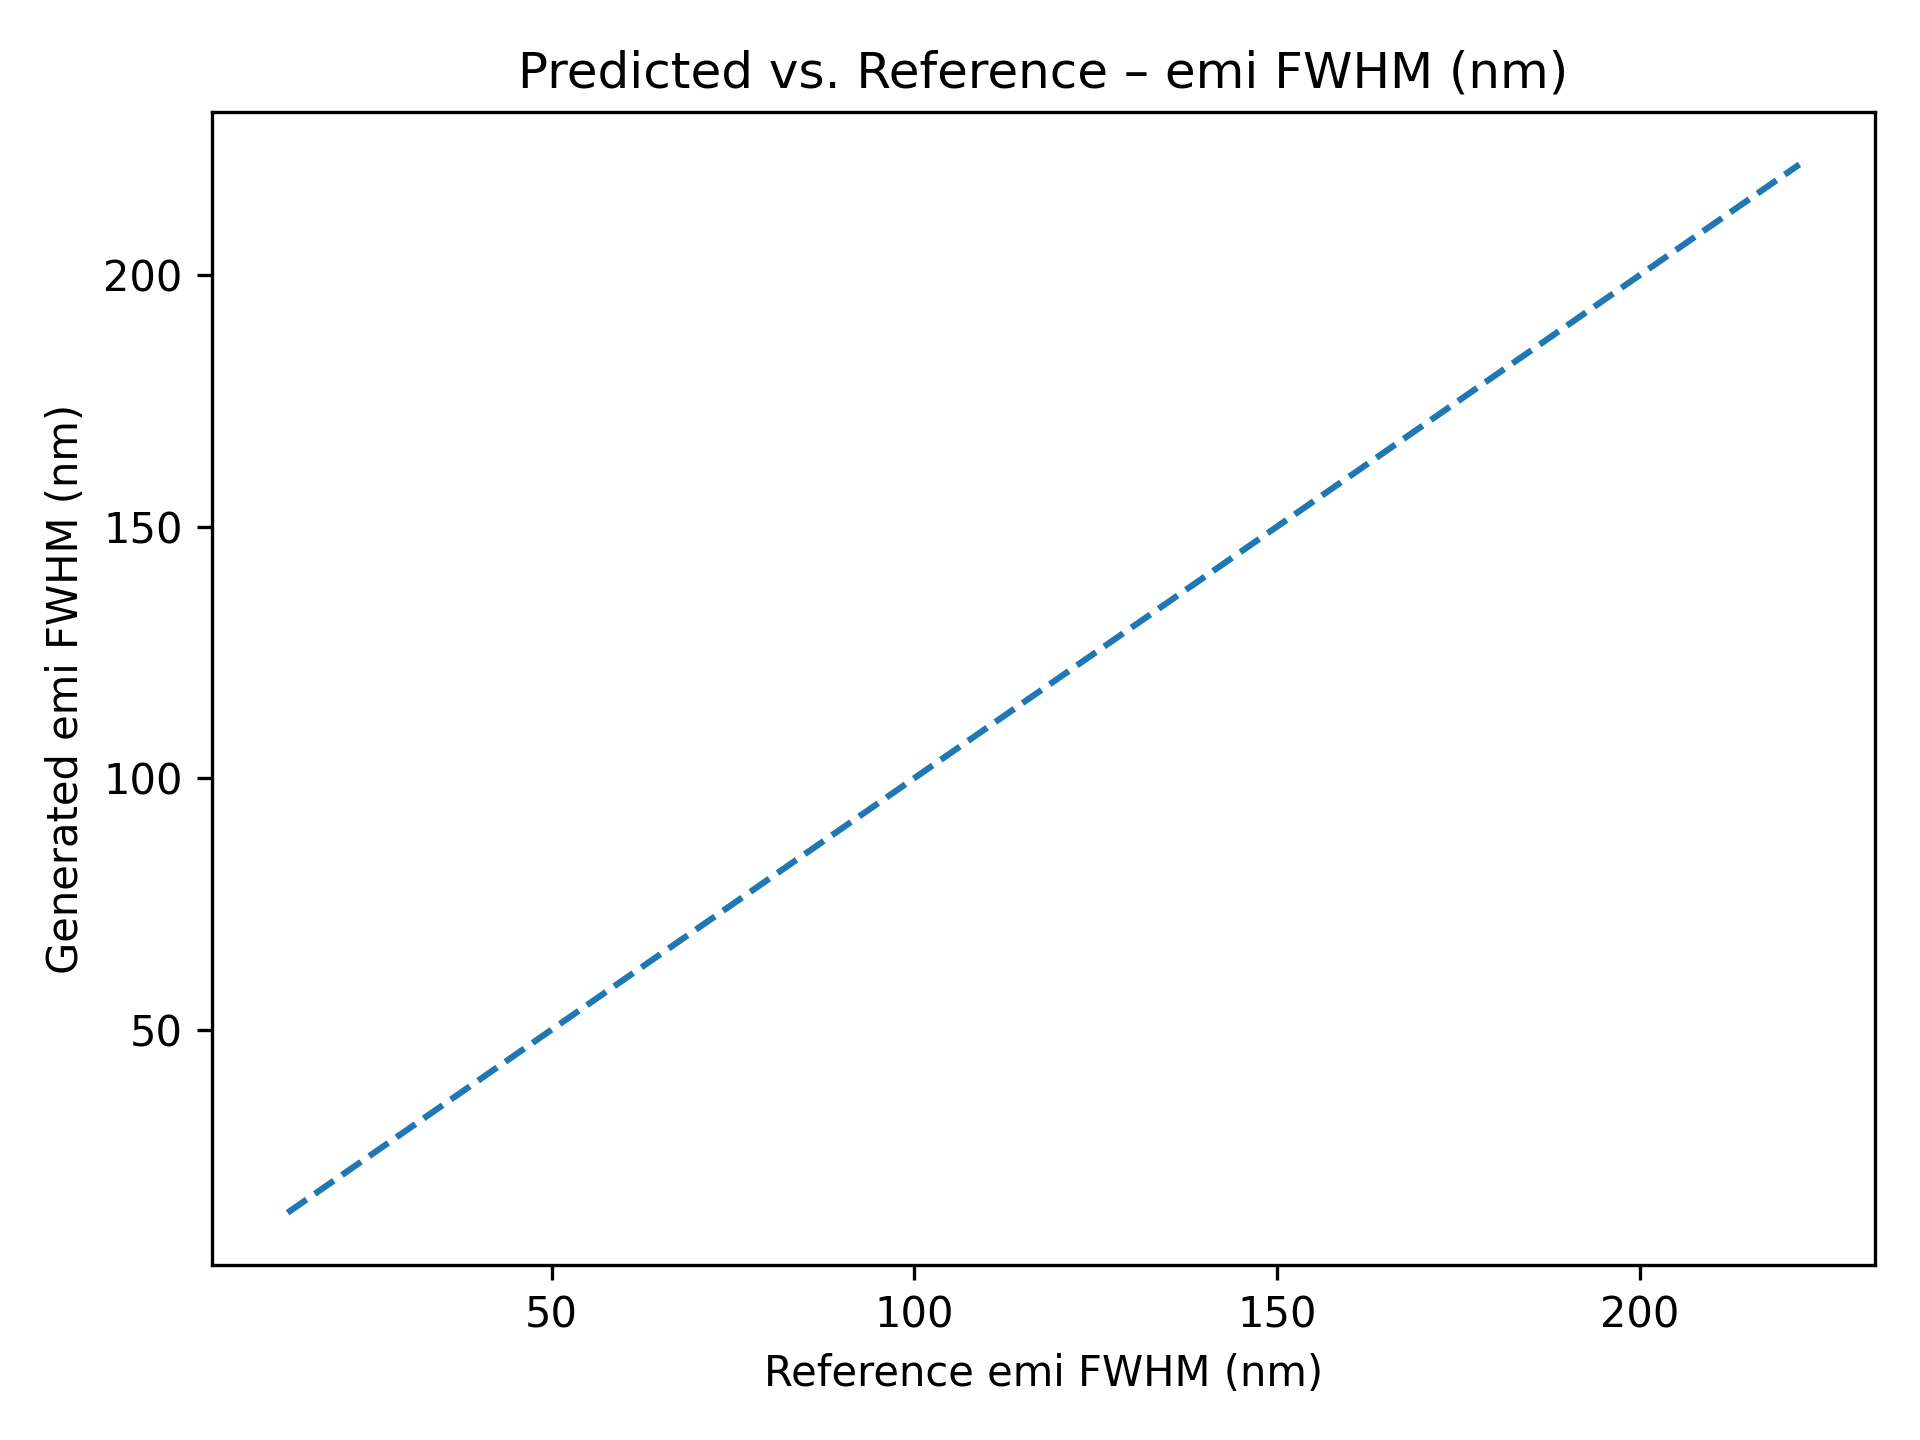 Predicted vs. Reference – emi FWHM (nm)
Generated emi FWHM (nm)
200
150
100
50
50 100 150 200
Reference emi FWHM (nm)